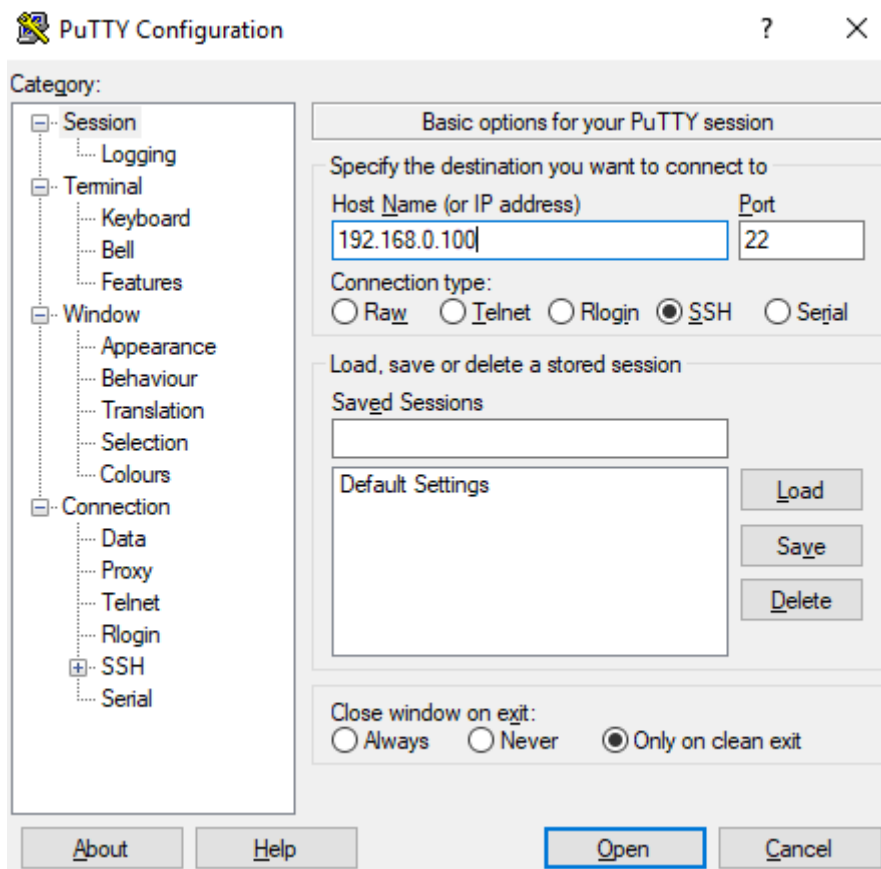 PuTTY Configuration
?
Category:
Session
Logging
Terminal
Keyboard
Bell
Features
Window
Appearance
Behaviour
Translation
Selection
Colours
Connection
Data
Proxy
Telnet
Rlogin
SSH
Serial
Basic options for your PuTTY session
Specify the destination you want to connect to
Host Name (or IP address) Port
192.168.0.100 22
Connection type:
Raw Telnet Rlogin SSH Serial
Load, save or delete a stored session
Saved Sessions
Default Settings
Load
Save
Delete
Close window on exit:
Always Never Only on clean exit
About Help Open Cancel